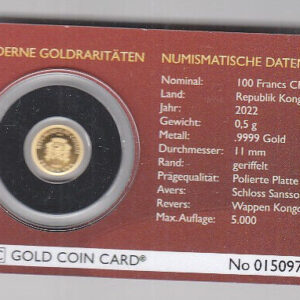 DERNE GOLDRARITÄTEN
NUMISMATISCHE DATEN
Nominal: 100 Francs C
Land: Republik Kong
Jahr: 2022
Gewicht: 0,5 g
Metall: .9999 Gold
Durchmesser: 11 mm
Rand: geriffelt
Prägequalität: Polierte Platte
Avers: Schloss Sansso
Revers: Wappen Kongo
Max.Auflage: 5.000
GOLD COIN CARD®
No 015097